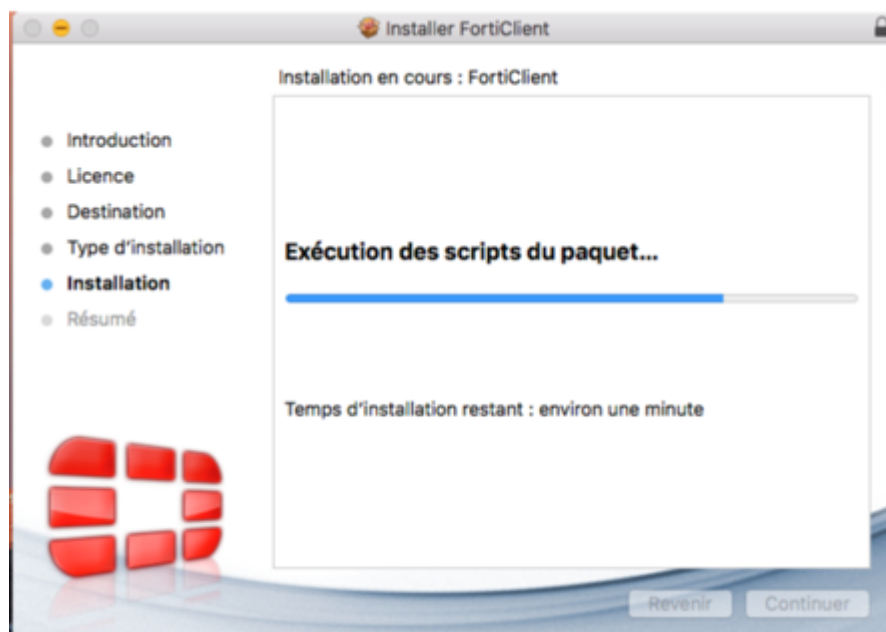 Installer FortiClient
Installation en cours : FortiClient
Introduction
Licence
Destination
Type d'installation
Installation
Résumé
Exécution des scripts du paquet...
Temps d'installation restant : environ une minute
Revenir
Continuer